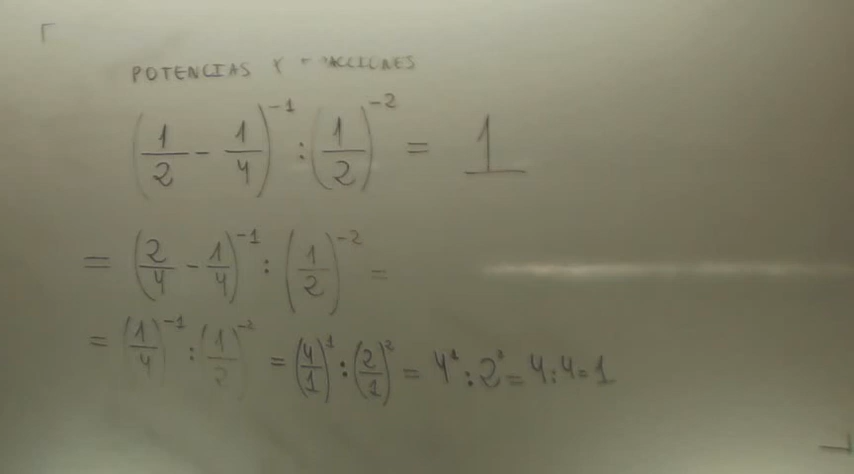 POTENCIAS Y FRACCIONES
(1/2 - 1/4)^-1 : (1/2)^-2 = 1
= (2/4 - 1/4)^-1 : (1/2)^-2 =
= (1/4)^-1 : (1/2)^-2 = (4/1)^1 : (2/1)^2 = 4^1 : 2^2 = 4 : 4 = 1